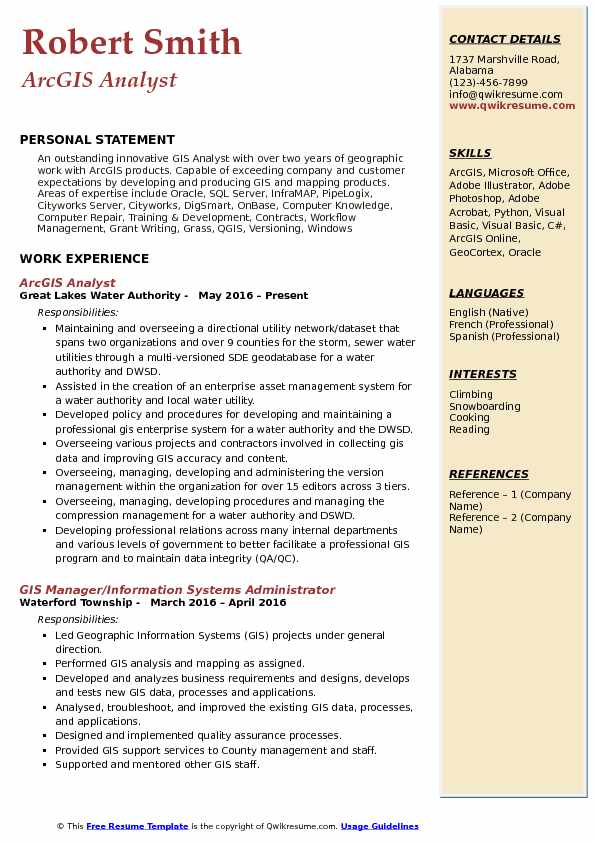 Robert Smith
ArcGIS Analyst
PERSONAL STATEMENT
An outstanding innovative GIS Analyst with over two years of geographic
work with ArcGIS products. Capable of exceeding company and customer
expectations by developing and producing GIS and mapping products.
Areas of expertise include Oracle, SQL Server, InfraMAP, PipeLogix,
Cityworks Server, Cityworks, DigSmart, OnBase, Computer Knowledge,
Computer Repair, Training & Development, Contracts, Workflow
Management, Grant Writing, Grass, QGIS, Versioning, Windows
WORK EXPERIENCE
ArcGIS Analyst
Great Lakes Water Authority - May 2016 – Present
Responsibilities:
▪ Maintaining and overseeing a directional utility network/dataset that
spans two organizations and over 9 counties for the storm, sewer water
utilities through a multi-versioned SDE geodatabase for a water
authority and DWSD.
▪ Assisted in the creation of an enterprise asset management system for
a water authority and local water utility.
▪ Developed policy and procedures for developing and maintaining a
professional gis enterprise system for a water authority and the DWSD.
▪ Overseeing various projects and contractors involved in collecting gis
data and improving GIS accuracy and content.
▪ Overseeing, managing, developing and administering the version
management within the organization for over 15 editors across 3 tiers.
▪ Overseeing, managing, developing procedures and managing the
compression management for a water authority and DSWD.
▪ Developing professional relations across many internal departments
and various levels of government to better facilitate a professional GIS
program and to maintain data integrity (QA/QC).
GIS Manager/Information Systems Administrator
Waterford Township - March 2016 – April 2016
Responsibilities:
▪ Led Geographic Information Systems (GIS) projects under general
direction.
▪ Performed GIS analysis and mapping as assigned.
▪ Developed and analyzes business requirements and designs, develops
and tests new GIS data, processes and applications.
▪ Analysed, troubleshoot, and improved the existing GIS data, processes,
and applications.
▪ Designed and implemented quality assurance processes.
▪ Provided GIS support services to County management and staff.
▪ Supported and mentored other GIS staff.
CONTACT DETAILS
1737 Marshville Road,
Alabama
(123)-456-7899
info@qwikresume.com
www.qwikresume.com
SKILLS
ArcGIS, Microsoft Office,
Adobe Illustrator, Adobe
Photoshop, Adobe
Acrobat, Python, Visual
Basic, Visual Basic, C#,
ArcGIS Online,
GeoCortex, Oracle
LANGUAGES
English (Native)
French (Professional)
Spanish (Professional)
INTERESTS
Climbing
Snowboarding
Cooking
Reading
REFERENCES
Reference – 1 (Company
Name)
Reference – 2 (Company
Name)
© This Free Resume Template is the copyright of Qwikresume.com. Usage Guidelines